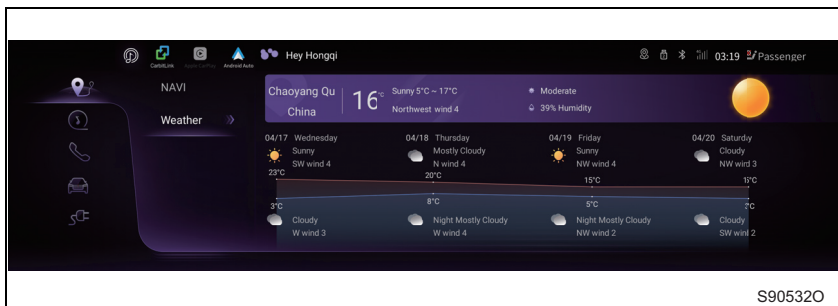 CarbitLink Apple CarPlay Android Auto Hey Hongqi 03:19 Passenger
NAVI
Weather
Chaoyang Qu
China
16°C
Sunny 5°C ~ 17°C
Northwest wind 4
Moderate
39% Humidity
04/17 Wednesday
Sunny
SW wind 4
23°C
04/18 Thursday
Mostly Cloudy
N wind 4
20°C
04/19 Friday
Sunny
NW wind 4
15°C
04/20
Cloudy
NW wind 3
3°C
Cloudy
W wind 3
8°C
Night Mostly Cloudy
W wind 4
5°C
Night Mostly Cloudy
NW wind 2
Cloudy
SW wind 2
S90532O